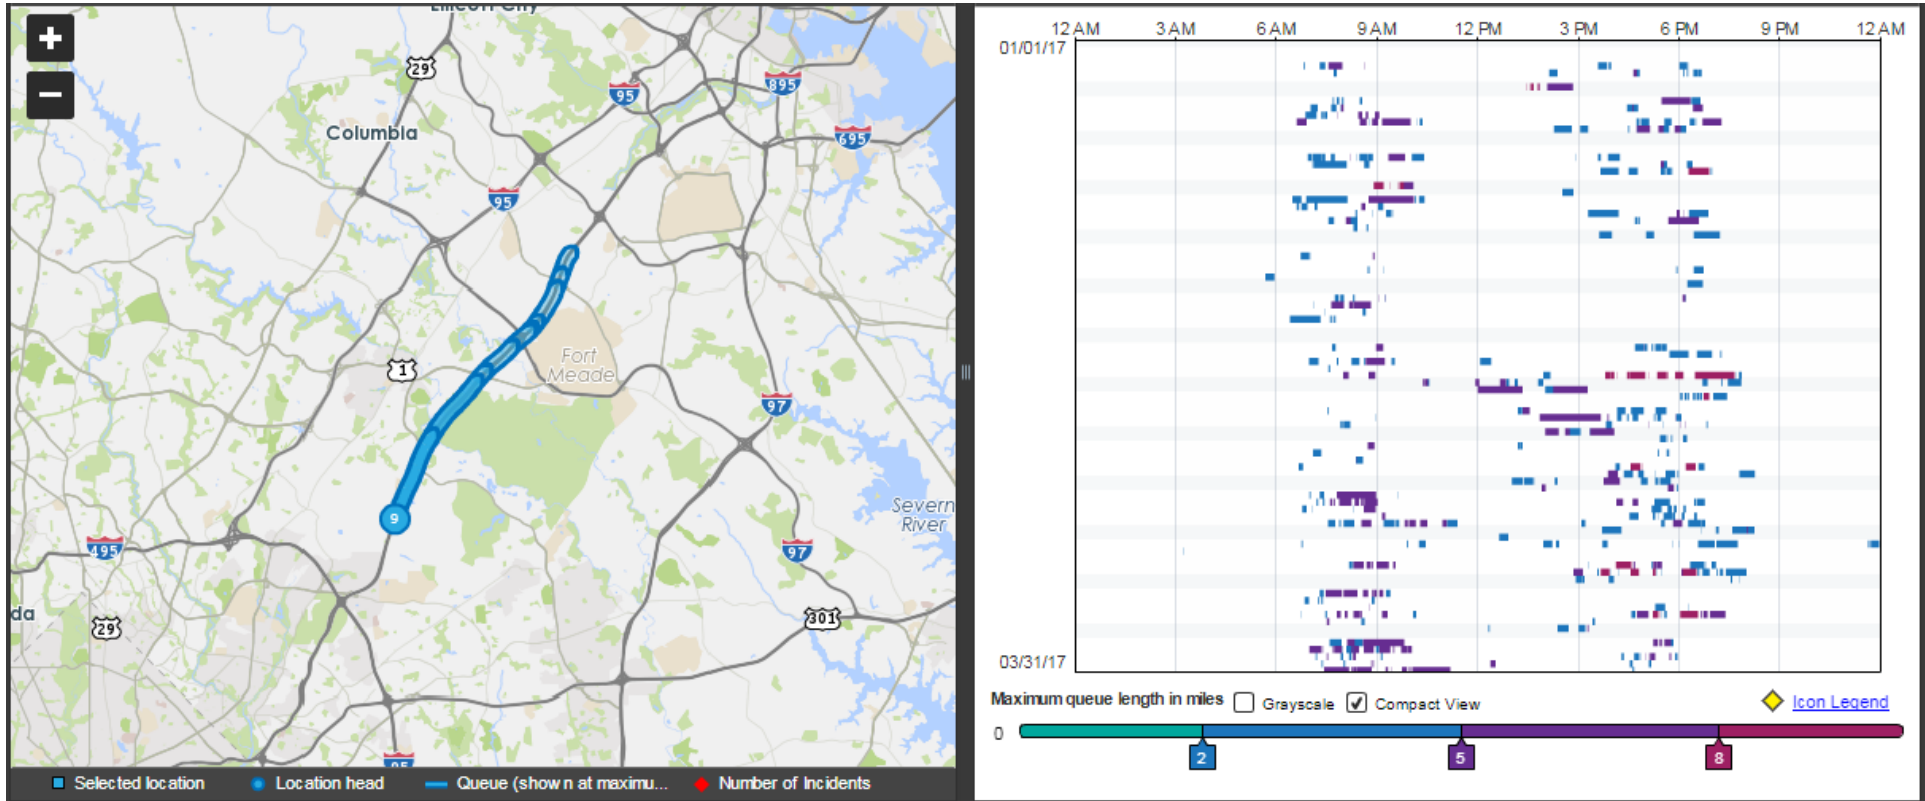 Ellicott City
+
29
95
895
Columbia
695
95
1
Fort
Meade
97
9
Severn
River
495
97
da
29
301
95
Selected location
Location head
Queue (shown at maximu...
Number of Incidents
12 AM 3 AM 6 AM 9 AM 12 PM 3 PM 6 PM 9 PM 12 AM
01/01/17
03/31/17
Maximum queue length in miles Grayscale Compact View Icon Legend
0
2 5 8